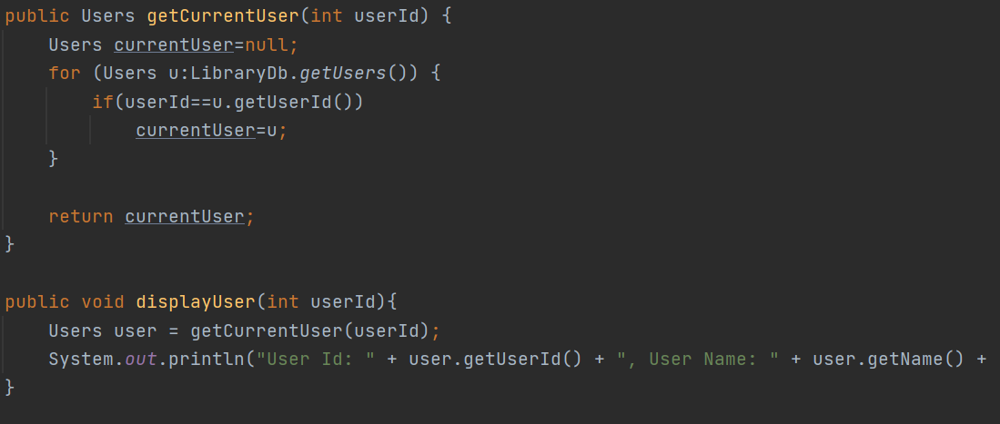 public Users getCurrentUser(int userId) {
    Users currentUser=null;
    for (Users u:LibraryDb.getUsers()) {
        if(userId==u.getUserId())
            currentUser=u;
    }
    return currentUser;
}
public void displayUser(int userId){
    Users user = getCurrentUser(userId);
    System.out.println("User Id: " + user.getUserId() + ", User Name: " + user.getName() +
}